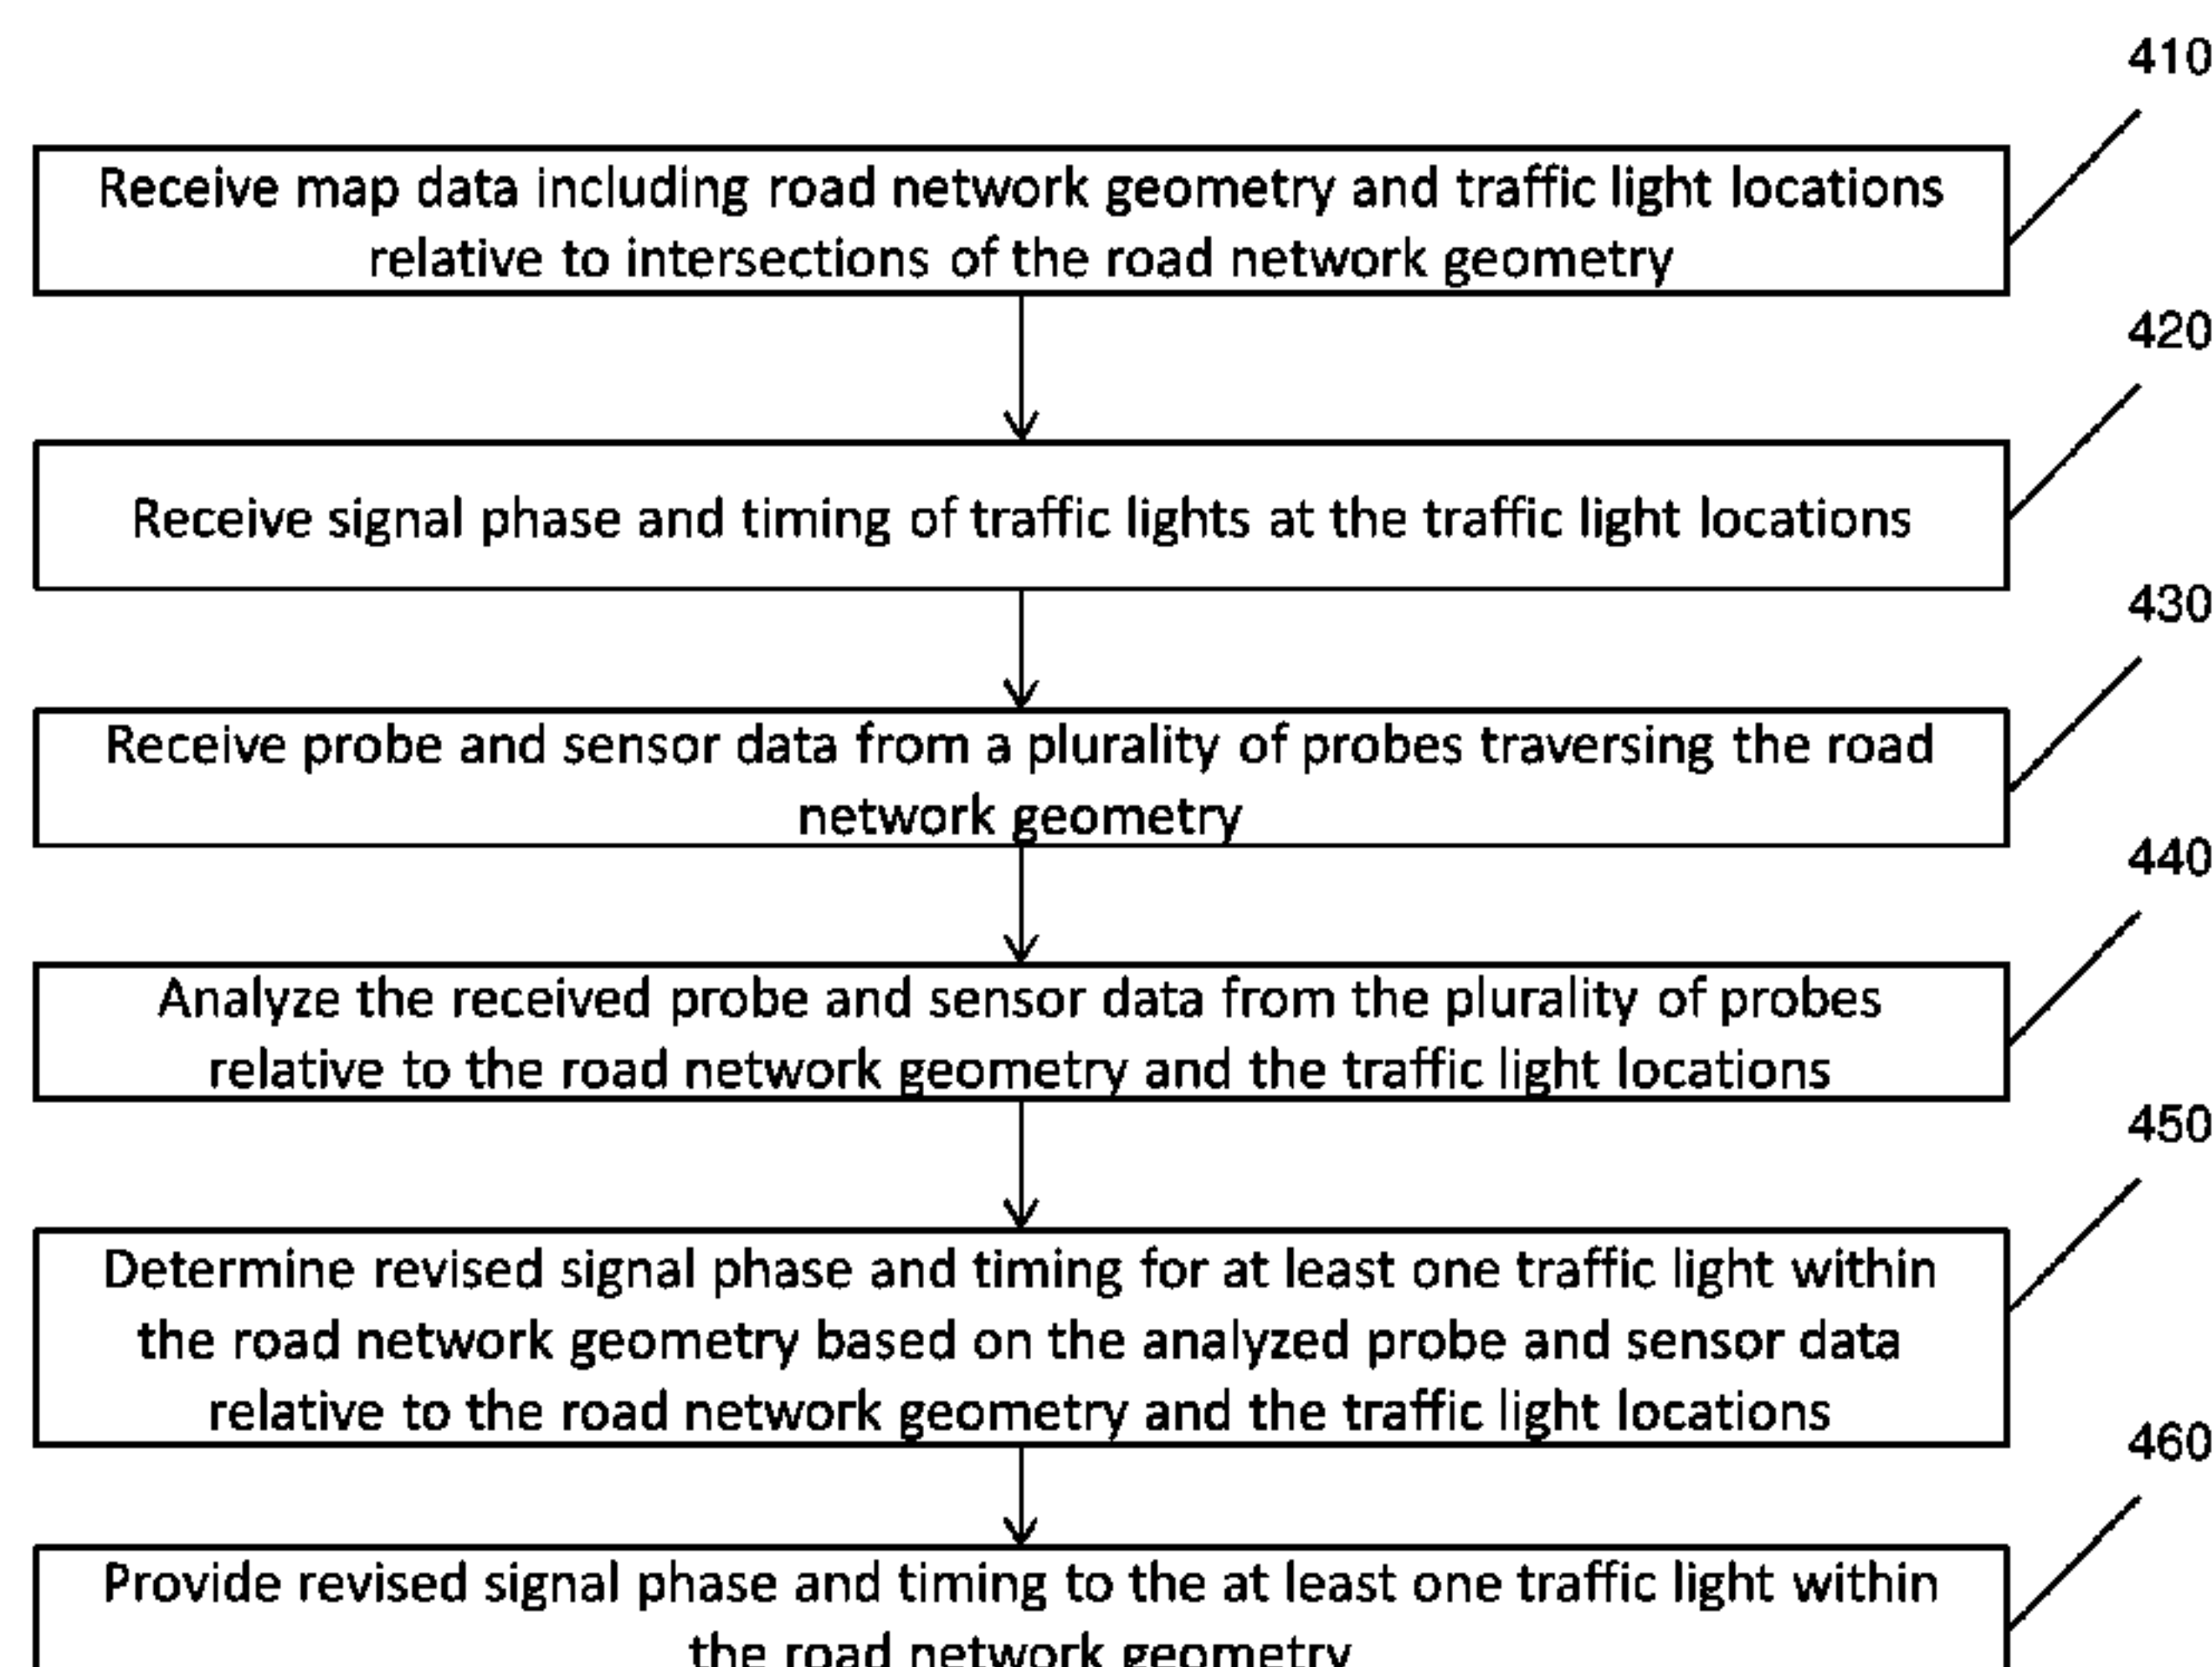 410
Receive map data including road network geometry and traffic light locations
relative to intersections of the road network geometry
420
Receive signal phase and timing of traffic lights at the traffic light locations
430
Receive probe and sensor data from a plurality of probes traversing the road
network geometry
440
Analyze the received probe and sensor data from the plurality of probes
relative to the road network geometry and the traffic light locations
450
Determine revised signal phase and timing for at least one traffic light within
the road network geometry based on the analyzed probe and sensor data
relative to the road network geometry and the traffic light locations
460
Provide revised signal phase and timing to the at least one traffic light within
the road network geometry